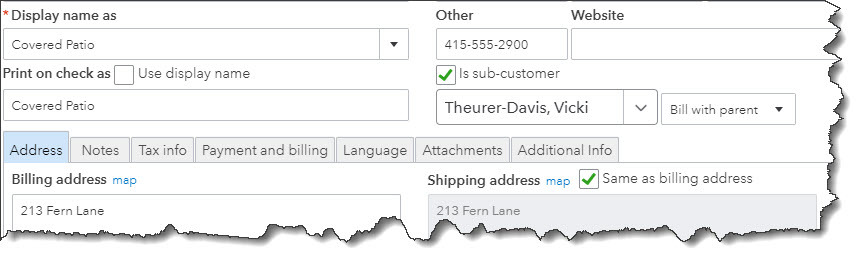 * Display name as
Other
Website
Covered Patio
415-555-2900
Print on check as
Use display name
Is sub-customer
Covered Patio
Theurer-Davis, Vicki
Bill with parent
Address
Notes
Tax info
Payment and billing
Language
Attachments
Additional Info
Billing address map
Shipping address map
Same as billing address
213 Fern Lane
213 Fern Lane